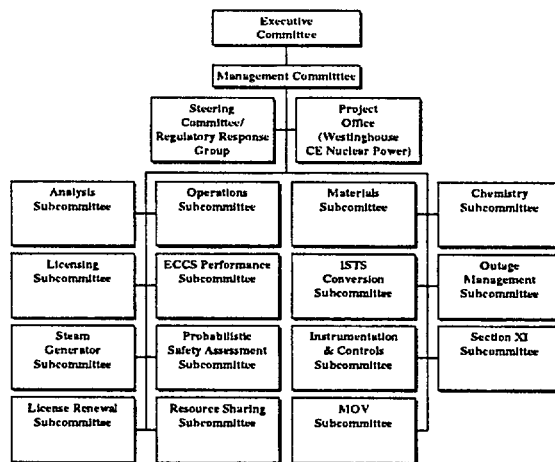 Executive
Committee
Management Committtee
Steering
Committee/
Regulatory Response
Group
Project
Office
(Westinghouse
CE Nuclear Power)
Analysis
Subcommittee
Operations
Subcommittee
Materials
Subcomittee
Chemistry
Subcommittee
Licensing
Subcommittee
ECCS Performance
Subcommittee
ISTS
Conversion
Subcommittee
Outage
Management
Subcommittee
Steam
Generator
Subcommittee
Probabilistic
Safety Assessment
Subcommittee
Instrumentation
& Controls
Subcommittee
Section XI
Subcommittee
License Renewal
Subcommittee
Resource Sharing
Subcommittee
MOV
Subcommittee